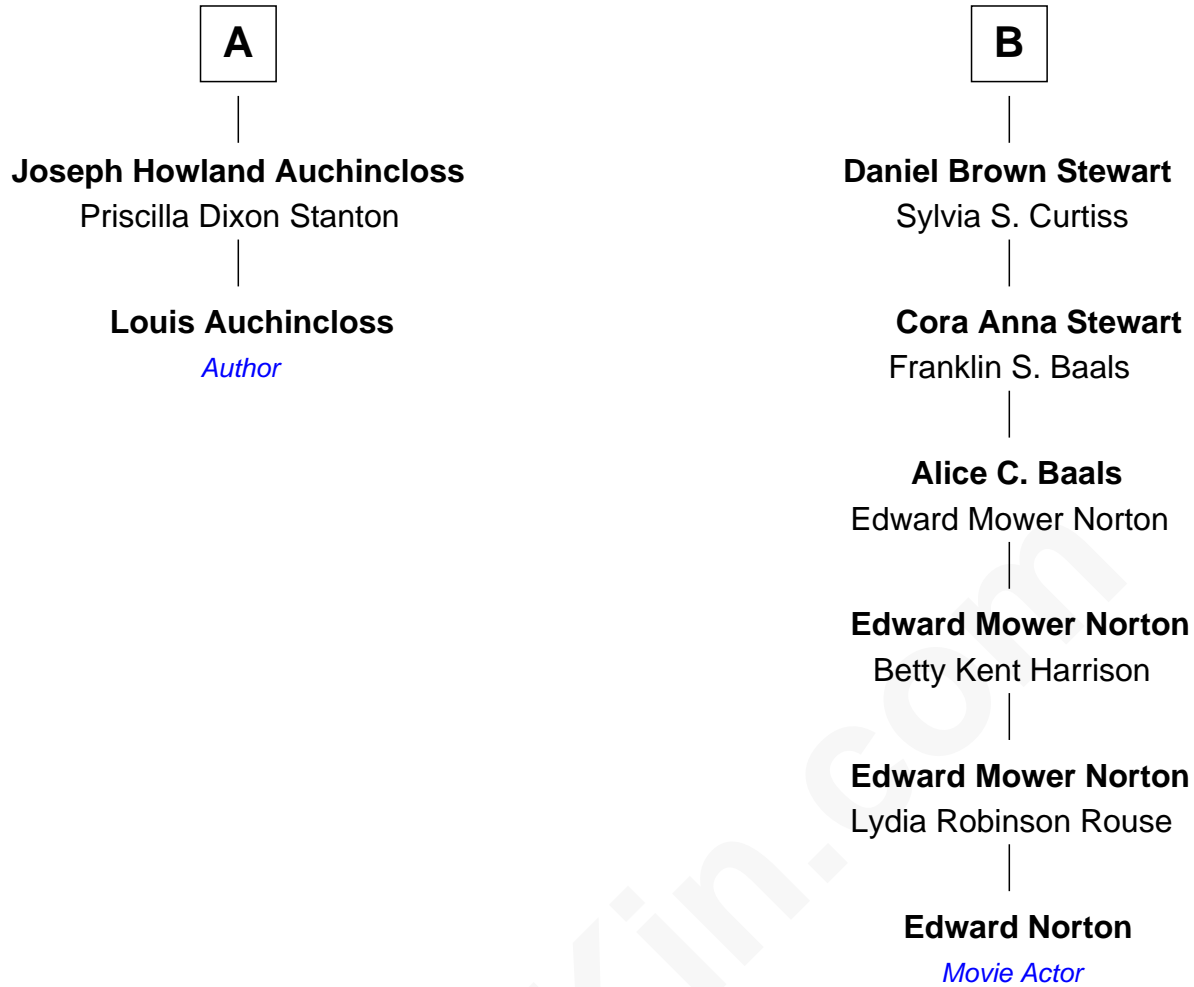 A
Joseph Howland Auchincloss
Priscilla Dixon Stanton
Louis Auchincloss
Author
B
Daniel Brown Stewart
Sylvia S. Curtiss
Cora Anna Stewart
Franklin S. Baals
Alice C. Baals
Edward Mower Norton
Edward Mower Norton
Betty Kent Harrison
Edward Mower Norton
Lydia Robinson Rouse
Edward Norton
Movie Actor
Kin.com